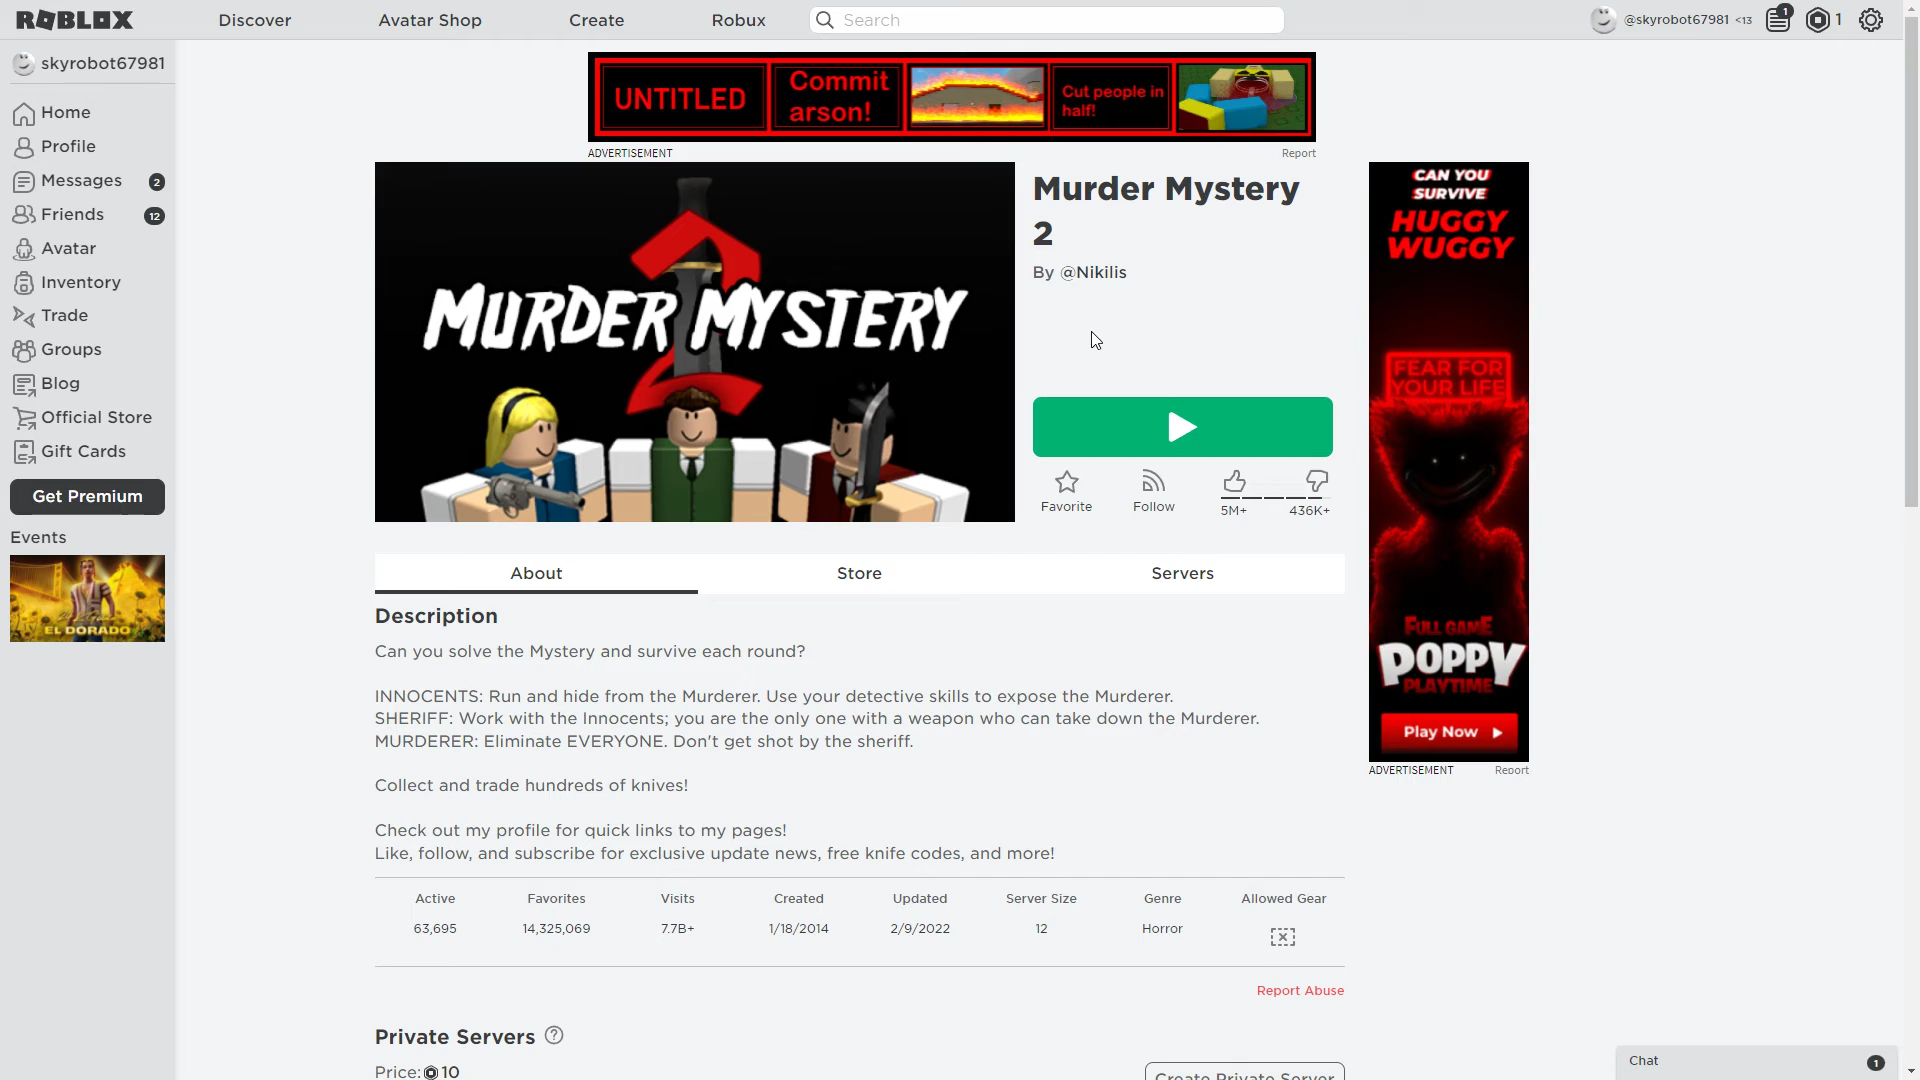 ROBLOX
Discover
Avatar Shop
Create
Robux
Search
@skyrobot67981 <13
1
1
skyrobot67981
Home
Profile
Messages 2
Friends 12
Avatar
Inventory
Trade
Groups
Blog
Official Store
Gift Cards
Get Premium
Events
EL DORADO
UNTITLED
Commit
arson!
Cut people in
half!
ADVERTISEMENT
Report
MURDER MYSTERY
2
Murder Mystery
2
By @Nikilis
Favorite
Follow
5M+
436K+
CAN YOU
SURVIVE
HUGGY
WUGGY
FEAR FOR
YOUR LIFE
FULL GAME
POPPY
PLAYTIME
Play Now
ADVERTISEMENT
Report
About
Store
Servers
Description
Can you solve the Mystery and survive each round?
INNOCENTS: Run and hide from the Murderer. Use your detective skills to expose the Murderer.
SHERIFF: Work with the Innocents; you are the only one with a weapon who can take down the Murderer.
MURDERER: Eliminate EVERYONE. Don't get shot by the sheriff.
Collect and trade hundreds of knives!
Check out my profile for quick links to my pages!
Like, follow, and subscribe for exclusive update news, free knife codes, and more!
Active Favorites Visits Created Updated Server Size Genre Allowed Gear
63,695 14,325,069 7.7B+ 1/18/2014 2/9/2022 12 Horror
Report Abuse
Private Servers ?
Price: 10
Create Private Server
Chat 1